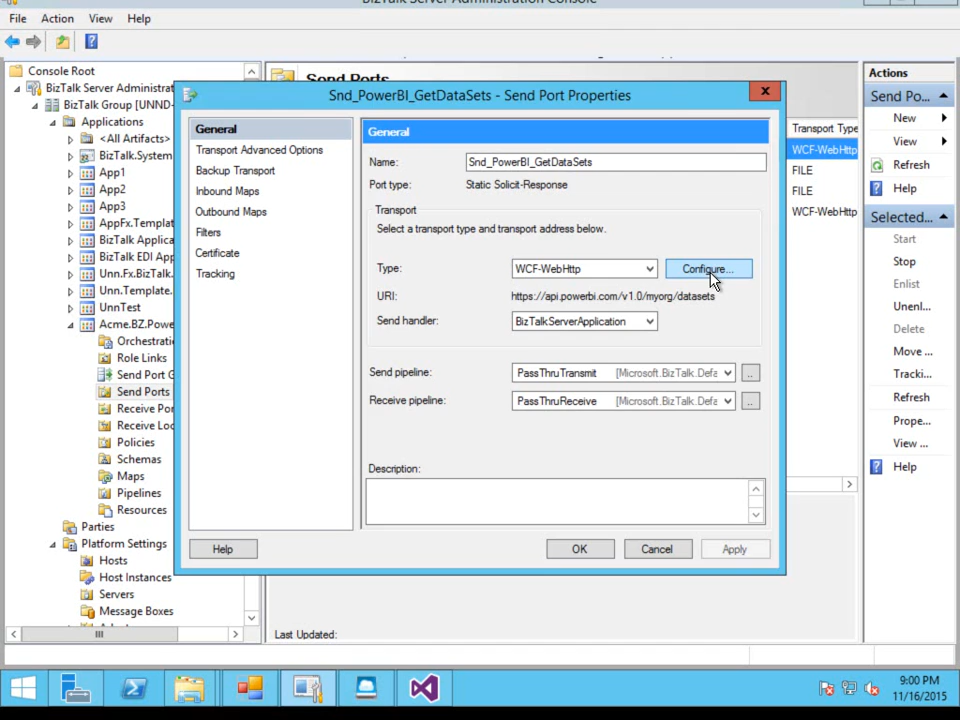 BizTalk Server Administration Console
File Action View Help
Console Root
BizTalk Server Administra
BizTalk Group [UNND-
Applications
<All Artifacts>
BizTalk.System
App1
App2
App3
AppFx.Templat
BizTalk Applica
BizTalk EDI App
Unn.Fx.BizTalk.
Unn.Template.
UnnTest
Acme.BZ.Powe
Orchestrati
Role Links
Send Port G
Send Ports
Receive Por
Receive Loc
Policies
Schemas
Maps
Pipelines
Resources
Parties
Platform Settings
Hosts
Host Instances
Servers
Message Boxes
Send Ports
Transport Type
WCF-WebHttp
FILE
FILE
WCF-WebHttp
Last Updated:
Snd_PowerBI_GetDataSets - Send Port Properties
X
General
Transport Advanced Options
Backup Transport
Inbound Maps
Outbound Maps
Filters
Certificate
Tracking
General
Name: Snd_PowerBI_GetDataSets
Port type: Static Solicit-Response
Transport
Select a transport type and transport address below.
Type: WCF-WebHttp Configure...
URI: https://api.powerbi.com/v1.0/myorg/datasets
Send handler: BizTalkServerApplication
Send pipeline: PassThruTransmit [Microsoft.BizTalk.Defa ..
Receive pipeline: PassThruReceive [Microsoft.BizTalk.Defa ..
Description:
Help OK Cancel Apply
Actions
Send Po...
New
View
Refresh
Help
Selected...
Start
Stop
Enlist
Unenl...
Delete
Move ...
Tracki...
Refresh
Prope...
View ...
Help
9:00 PM
11/16/2015